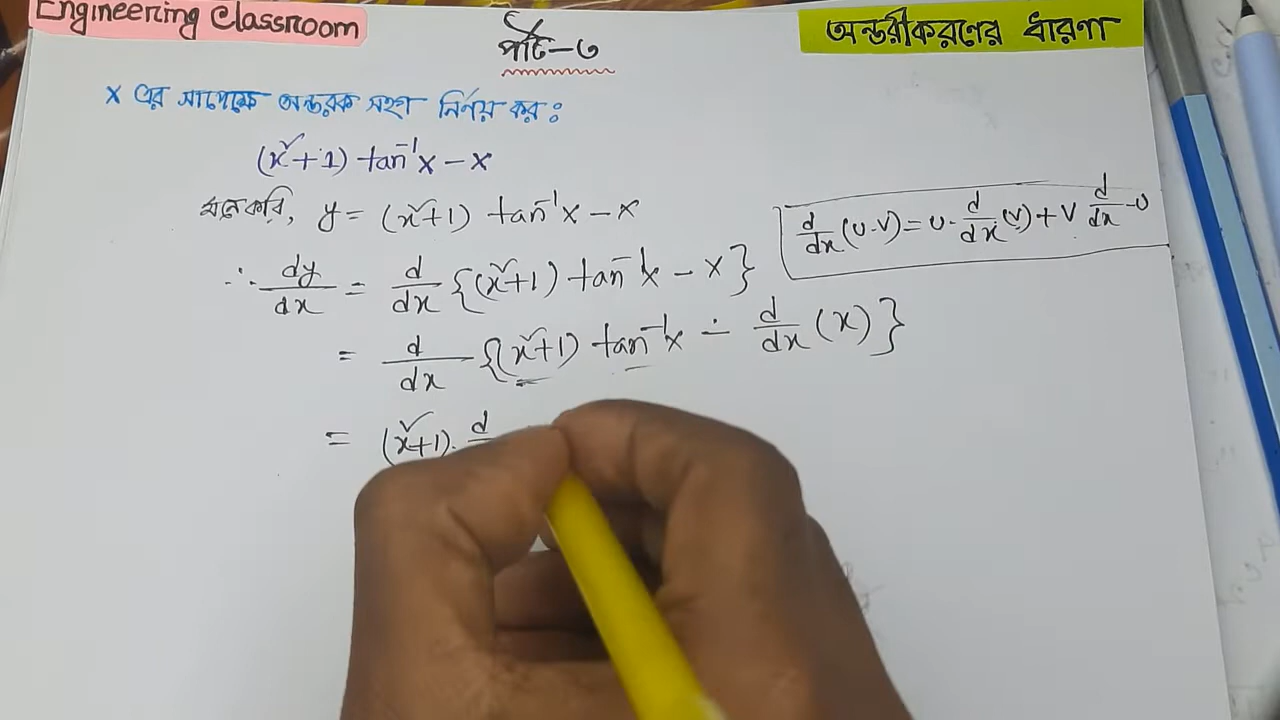 Engineering Classroom
পার্ট-৩
অন্তরীকরণের ধারণা
x এর সাপেক্ষে অন্তরক সহগ নির্ণয় কর:
(x²+1) tan⁻¹x - x
মনেকরি, y = (x²+1) tan⁻¹x - x
d/dx (u·v) = u · d/dx (v) + v d/dx u
∴ dy/dx = d/dx {(x²+1) tan⁻¹x - x}
= d/dx {(x²+1) tan⁻¹x - d/dx (x)}
= (x²+1) · d